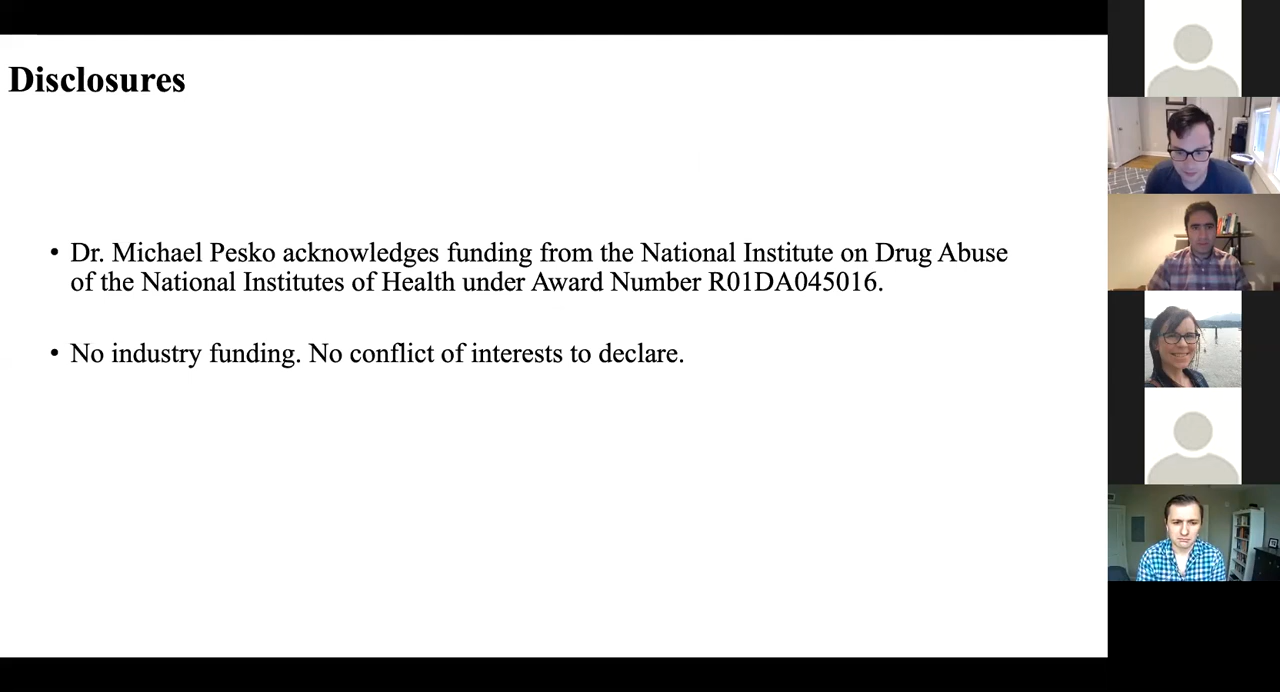 Disclosures
• Dr. Michael Pesko acknowledges funding from the National Institute on Drug Abuse
of the National Institutes of Health under Award Number R01DA045016.
• No industry funding. No conflict of interests to declare.